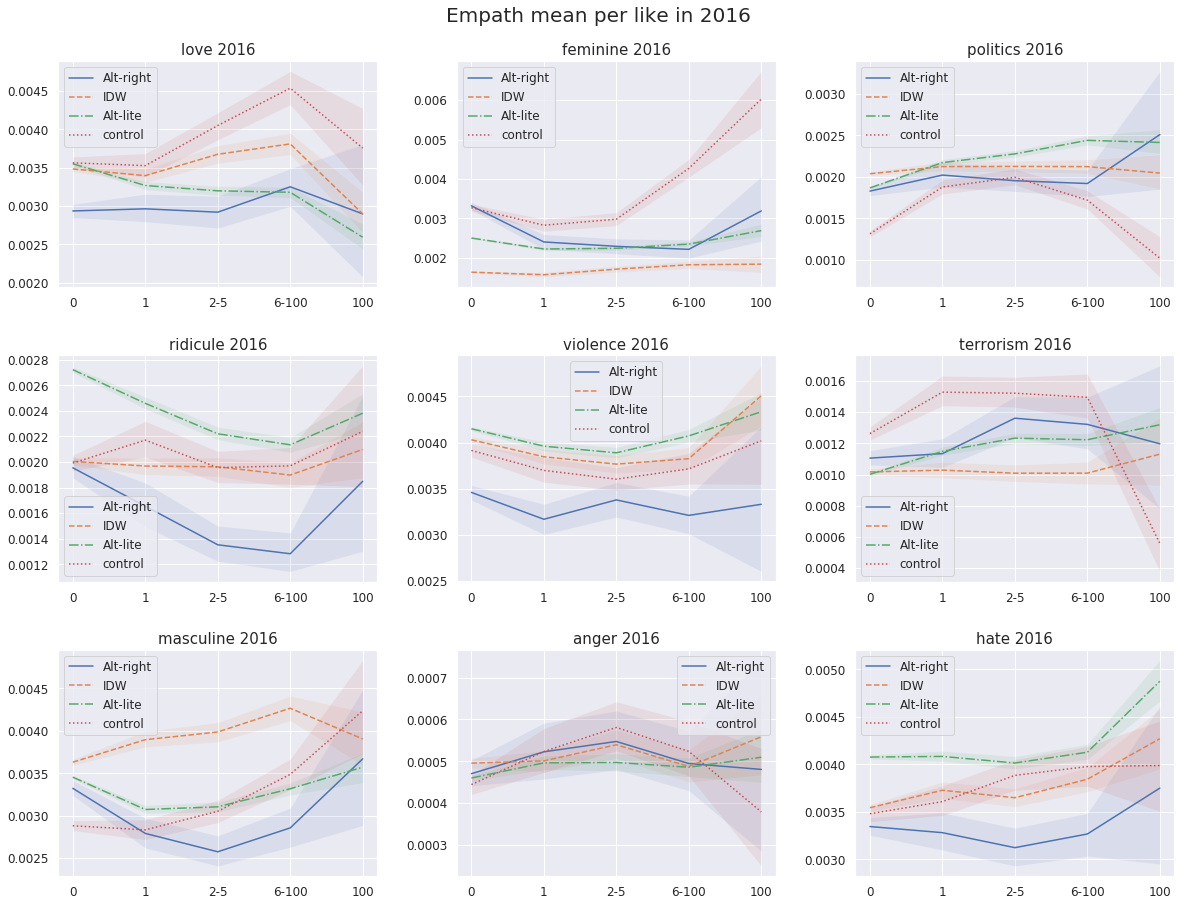 Empath mean per like in 2016
love 2016
Alt-right
IDW
Alt-lite
control
0.0045
0.0040
0.0035
0.0030
0.0025
0.0020
0 1 2-5 6-100 100
feminine 2016
Alt-right
IDW
Alt-lite
control
0.006
0.005
0.004
0.003
0.002
0 1 2-5 6-100 100
politics 2016
Alt-right
IDW
Alt-lite
control
0.0030
0.0025
0.0020
0.0015
0.0010
0 1 2-5 6-100 100
ridicule 2016
0.0028
0.0026
0.0024
0.0022
0.0020
0.0018
0.0016
0.0014
0.0012
Alt-right
IDW
Alt-lite
control
0 1 2-5 6-100 100
violence 2016
Alt-right
IDW
Alt-lite
control
0.0045
0.0040
0.0035
0.0030
0.0025
0 1 2-5 6-100 100
terrorism 2016
0.0016
0.0014
0.0012
0.0010
0.0008
0.0006
0.0004
Alt-right
IDW
Alt-lite
control
0 1 2-5 6-100 100
masculine 2016
Alt-right
IDW
Alt-lite
control
0.0045
0.0040
0.0035
0.0030
0.0025
0 1 2-5 6-100 100
anger 2016
Alt-right
IDW
Alt-lite
control
0.0007
0.0006
0.0005
0.0004
0.0003
0 1 2-5 6-100 100
hate 2016
Alt-right
IDW
Alt-lite
control
0.0050
0.0045
0.0040
0.0035
0.0030
0 1 2-5 6-100 100